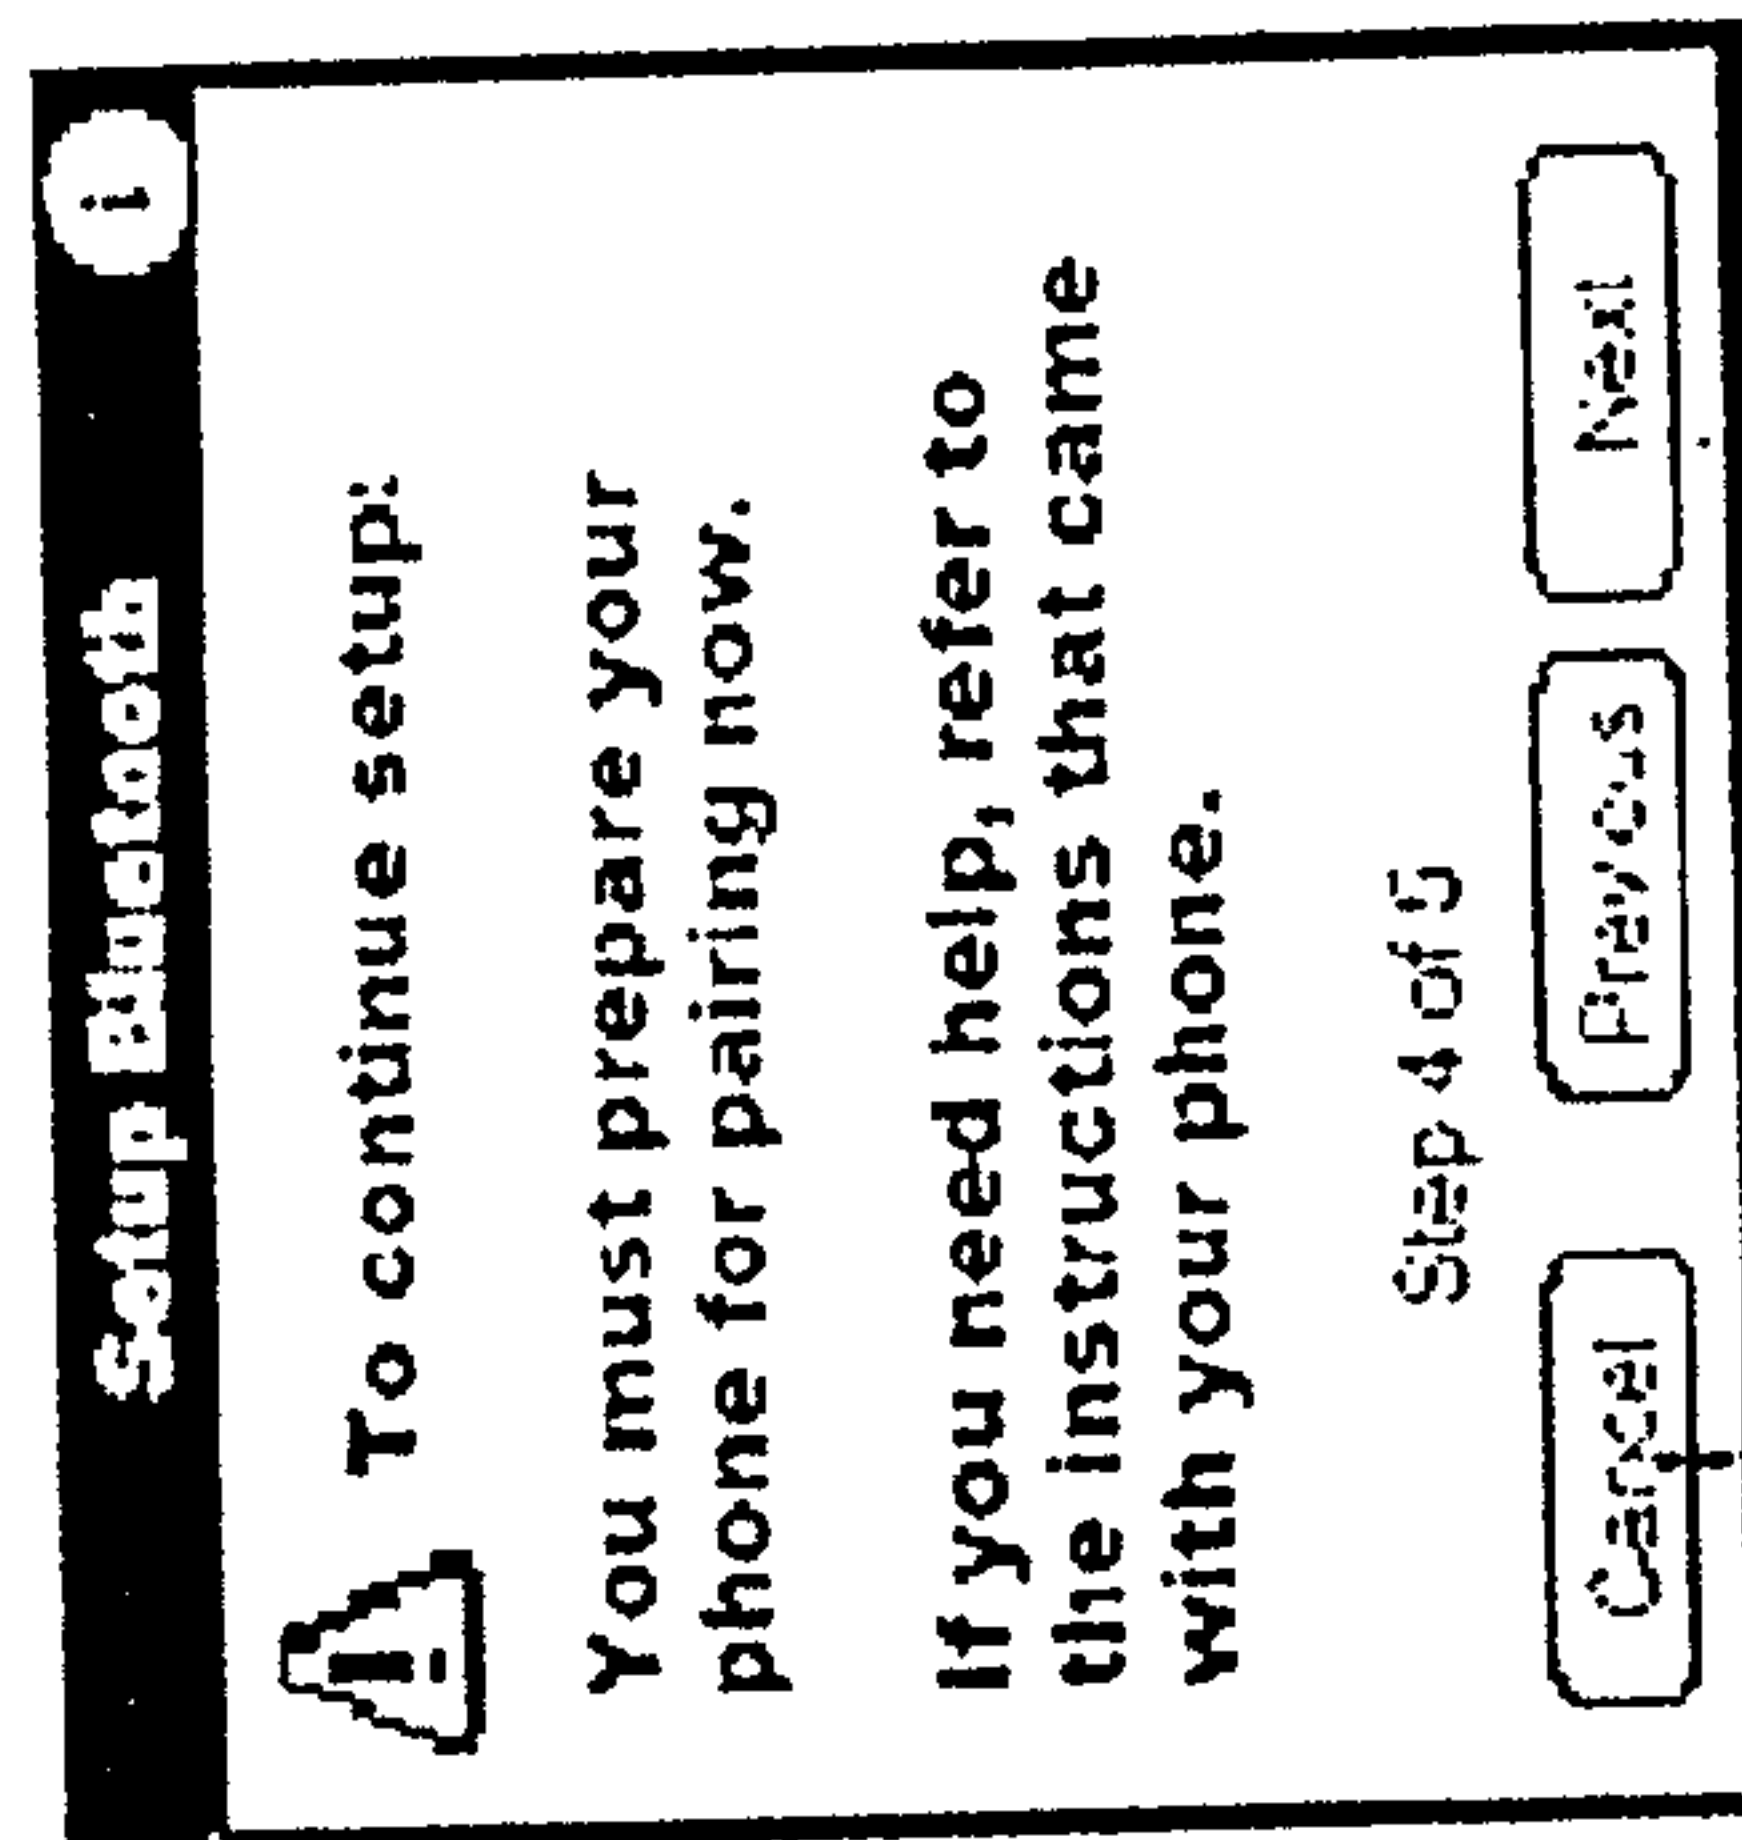 Setup Bluetooth
i
To continue setup:
You must prepare your
phone for pairing now.
If you need help, refer to
the instructions that came
with your phone.
Step 4 of 5
Cancel Previous Next